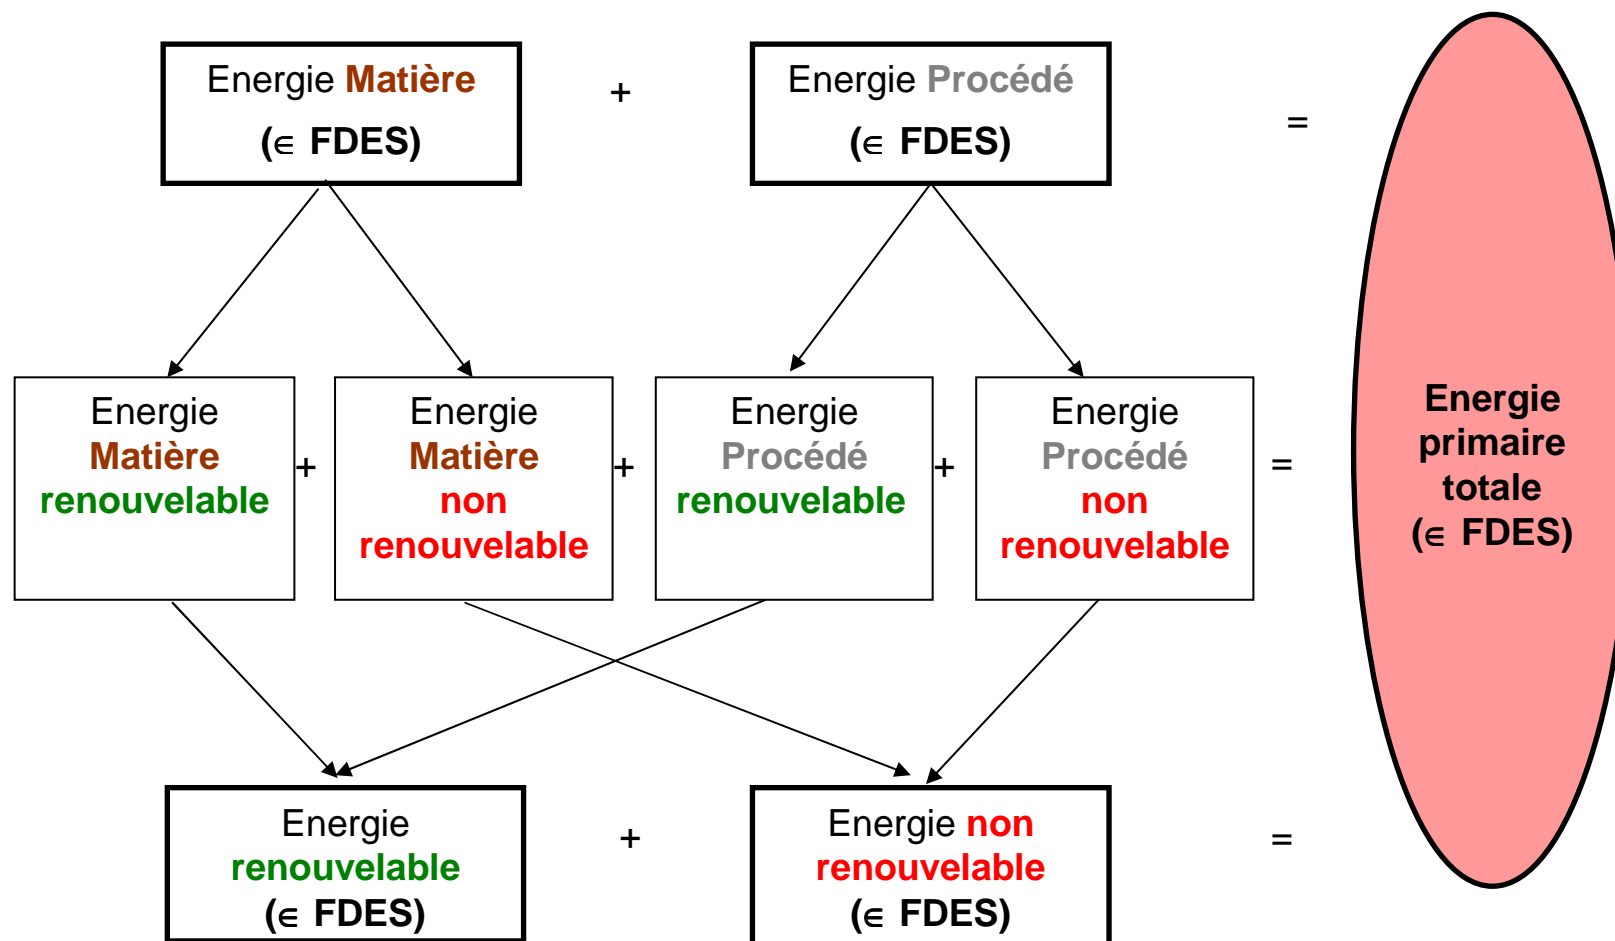 Energie Matière
(∈ FDES)
+
Energie Procédé
(∈ FDES)
=
Energie
Matière
renouvelable
+
Energie
Matière
non
renouvelable
+
Energie
Procédé
renouvelable
+
Energie
Procédé
non
renouvelable
=
Energie
primaire
totale
(∈ FDES)
Energie
renouvelable
(∈ FDES)
+
Energie non
renouvelable
(∈ FDES)
=